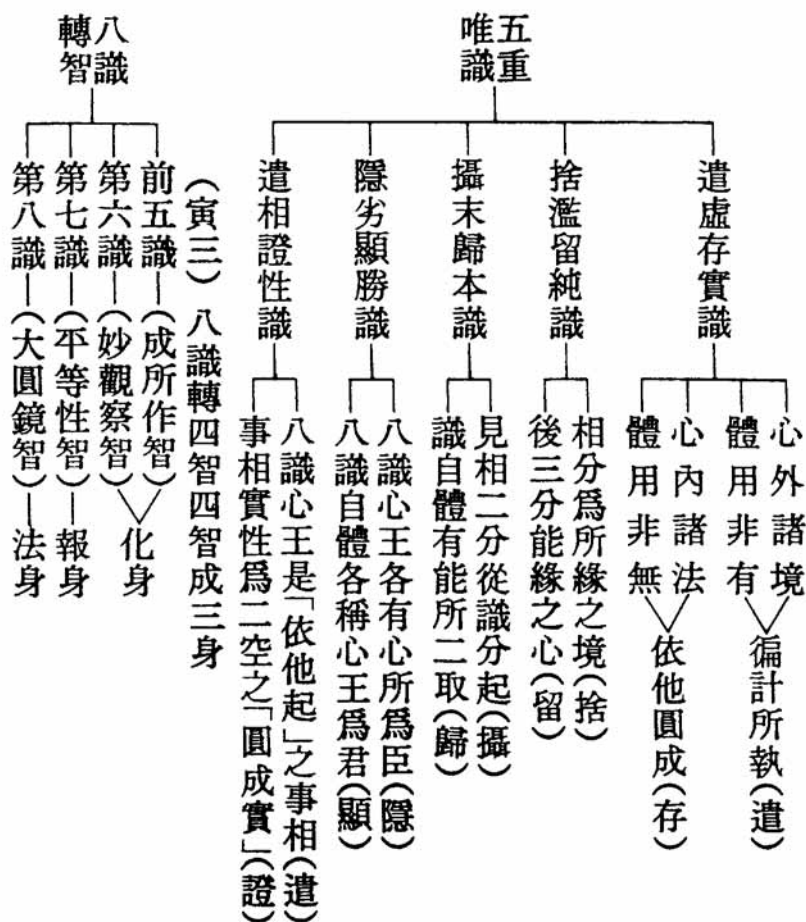 五重
唯識
遣虛存實識
心外諸境
體用非有
徧計所執(遣)
心內諸法
體用非無
依他圓成(存)
捨濫留純識
相分爲所緣之境(捨)
後三分能緣之心(留)
攝末歸本識
見相二分從識分起(攝)
識自體有能所二取(歸)
隱劣顯勝識
八識心王各有心所爲臣(隱)
八識自體各稱心王爲君(顯)
遣相證性識
八識心王是「依他起」之事相(遣)
事相實性爲二空之「圓成實」(證)
(寅三) 八識轉四智四智成三身
八識
轉智
前五識—(成所作智)
第六識—(妙觀察智)
化身
第七識—(平等性智)—報身
第八識—(大圓鏡智)—法身